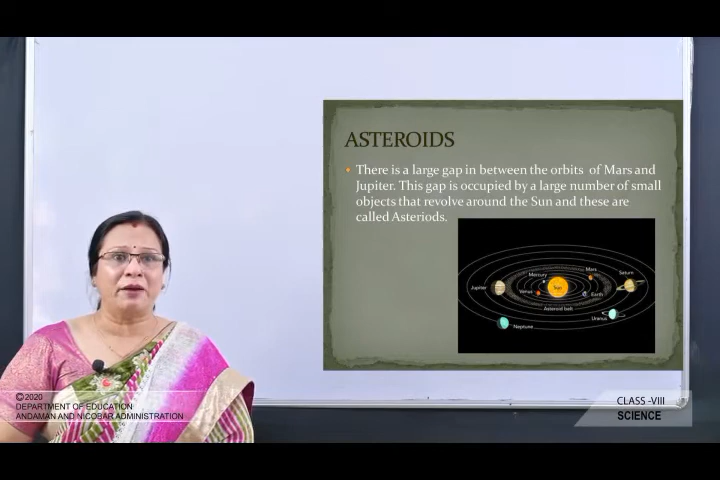 ASTEROIDS
• There is a large gap in between the orbits of Mars and
Jupiter. This gap is occupied by a large number of small
objects that revolve around the Sun and these are
called Asteriods.
Mercury
Mars
Saturn
Jupiter
Venus
Sun
Earth
Asteroid belt
Uranus
Neptune
©2020
DEPARTMENT OF EDUCATION
ANDAMAN AND NICOBAR ADMINISTRATION
CLASS -VIII
SCIENCE